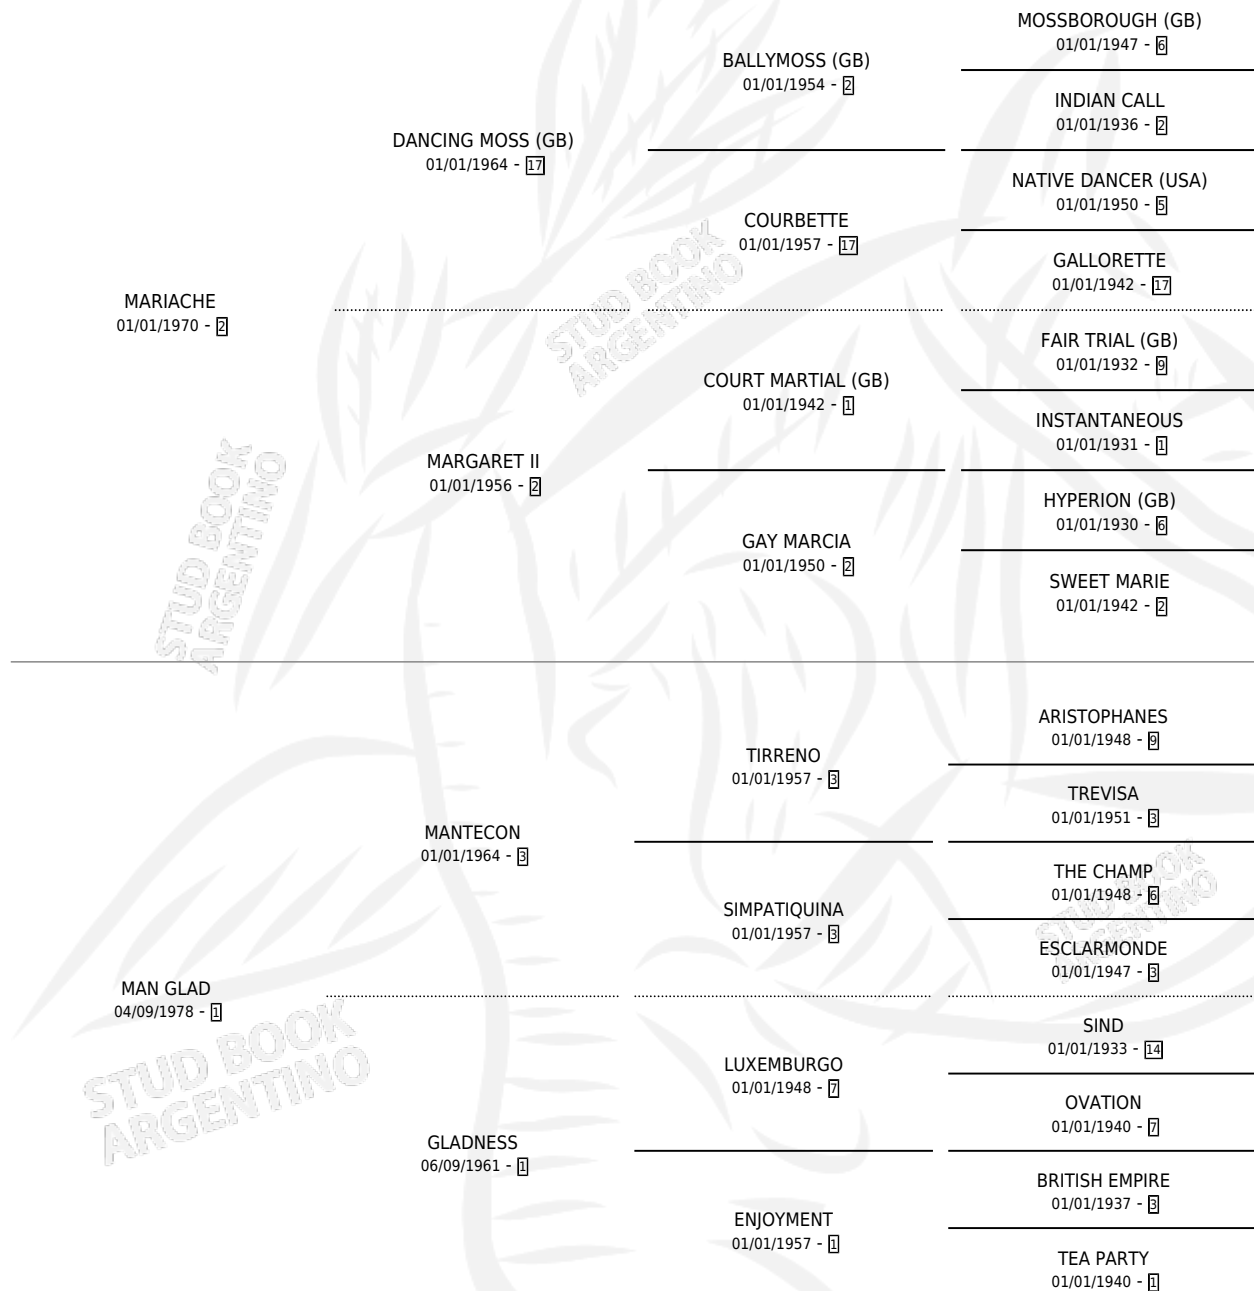 MOSSBOROUGH (GB)
01/01/1947 - 6
BALLYMOSS (GB)
01/01/1954 - 2
INDIAN CALL
01/01/1936 - 2
DANCING MOSS (GB)
01/01/1964 - 17
NATIVE DANCER (USA)
01/01/1950 - 5
COURBETTE
01/01/1957 - 17
GALLORETTE
01/01/1942 - 17
MARIACHE
01/01/1970 - 2
FAIR TRIAL (GB)
01/01/1932 - 9
COURT MARTIAL (GB)
01/01/1942 - 1
INSTANTANEOUS
01/01/1931 - 1
MARGARET II
01/01/1956 - 2
HYPERION (GB)
01/01/1930 - 6
GAY MARCIA
01/01/1950 - 2
SWEET MARIE
01/01/1942 - 2
ARISTOPHANES
01/01/1948 - 9
TIRRENO
01/01/1957 - 3
TREVISA
01/01/1951 - 3
MANTECON
01/01/1964 - 3
THE CHAMP
01/01/1948 - 6
SIMPATIQUINA
01/01/1957 - 3
ESCLARMONDE
01/01/1947 - 3
MAN GLAD
04/09/1978 - 1
SIND
01/01/1933 - 14
LUXEMBURGO
01/01/1948 - 7
OVATION
01/01/1940 - 7
GLADNESS
06/09/1961 - 1
BRITISH EMPIRE
01/01/1937 - 3
ENJOYMENT
01/01/1957 - 1
TEA PARTY
01/01/1940 - 1
STUD BOOK
ARGENTINO
STUD BOOK
ARGENTINO
STUD BOOK
ARGENTINO
STUD BOOK
ARGENTINO